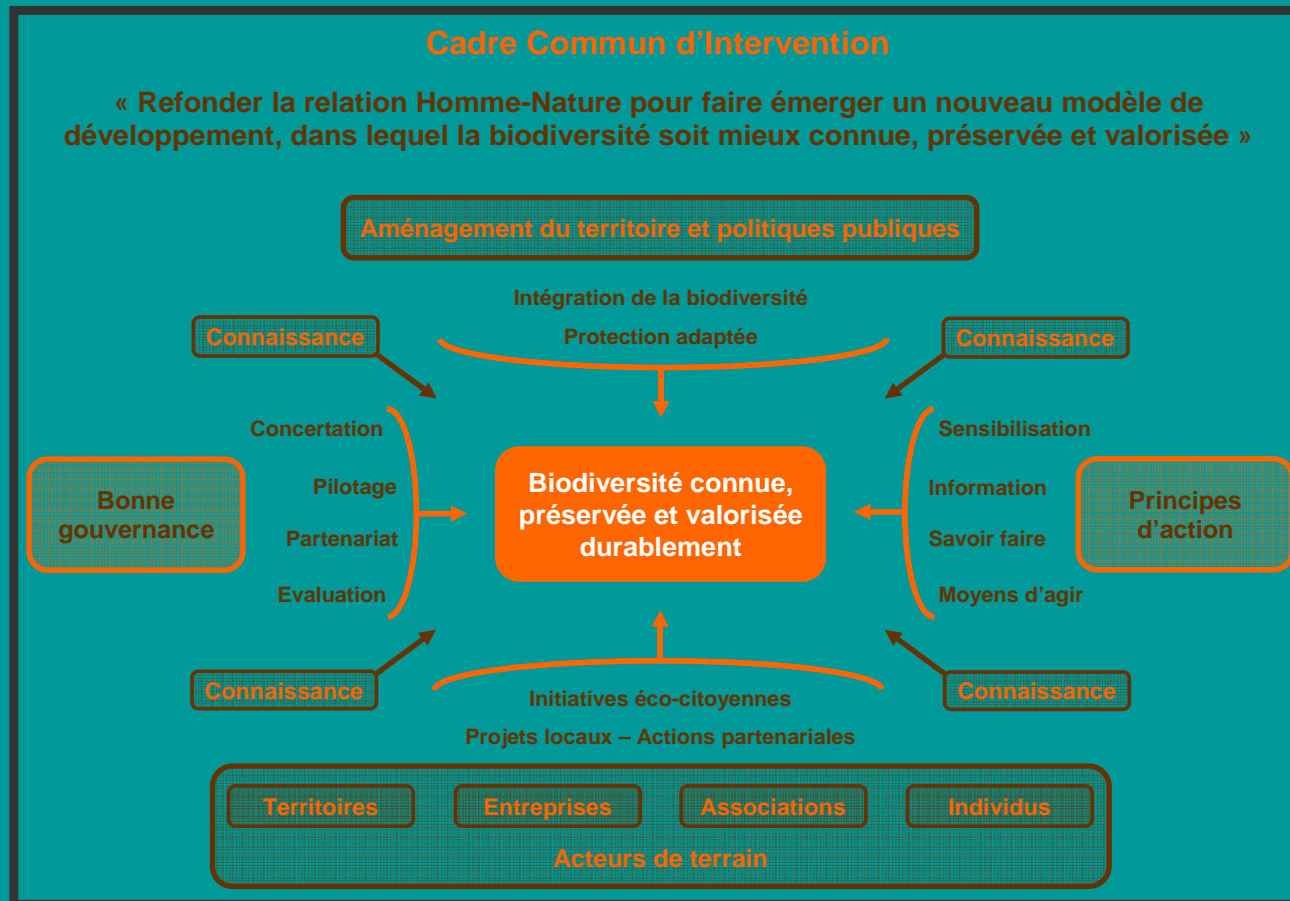 Cadre Commun d’Intervention
« Refonder la relation Homme-Nature pour faire émerger un nouveau modèle de
développement, dans lequel la biodiversité soit mieux connue, préservée et valorisée »
Aménagement du territoire et politiques publiques
Intégration de la biodiversité
Protection adaptée
Connaissance
Connaissance
Concertation
Pilotage
Partenariat
Evaluation
Bonne
gouvernance
Biodiversité connue,
préservée et valorisée
durablement
Sensibilisation
Information
Savoir faire
Moyens d’agir
Principes
d’action
Connaissance
Connaissance
Initiatives éco-citoyennes
Projets locaux – Actions partenariales
Territoires
Entreprises
Associations
Individus
Acteurs de terrain